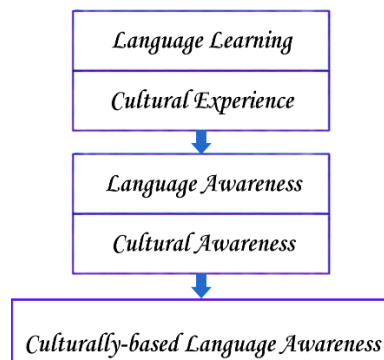 Language Learning
Cultural Experience
Language Awareness
Cultural Awareness
Culturally-based Language Awareness